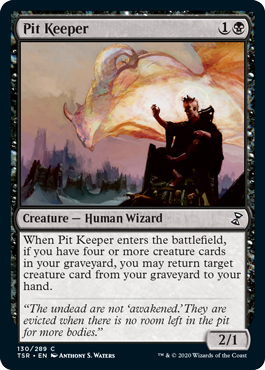 Pit Keeper 1
Creature — Human Wizard
When Pit Keeper enters the battlefield,
if you have four or more creature cards
in your graveyard, you may return target
creature card from your graveyard to your
hand.
“The undead are not ‘awakened.’ They are
evicted when there is no room left in the pit
for more bodies.”
2/1
130/289 C
TSR • EN Anthony S. Waters
™ & © 2020 Wizards of the Coast